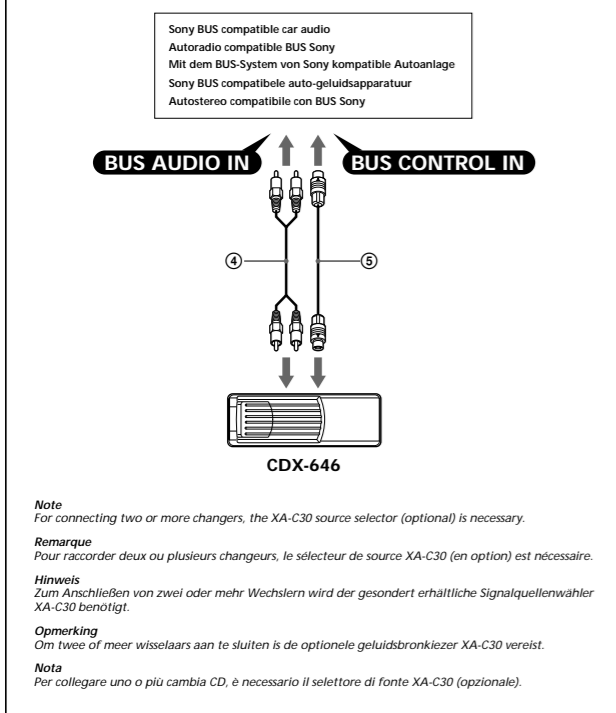 Sony BUS compatible car audio
Autoradio compatible BUS Sony
Mit dem BUS-System von Sony kompatible Autoanlage
Sony BUS compatibele auto-geluidsapparatuur
Autostereo compatibile con BUS Sony
BUS AUDIO IN
BUS CONTROL IN
④
⑤
CDX-646
Note
For connecting two or more changers, the XA-C30 source selector (optional) is necessary.
Remarque
Pour raccorder deux ou plusieurs changeurs, le sélecteur de source XA-C30 (en option) est nécessaire.
Hinweis
Zum Anschließen von zwei oder mehr Wechslern wird der gesondert erhältliche Signalquellenwähler
XA-C30 benötigt.
Opmerking
Om twee of meer wisselaars aan te sluiten is de optionele geluidsbronkiezer XA-C30 vereist.
Nota
Per collegare uno o più cambia CD, è necessario il selettore di fonte XA-C30 (opzionale).